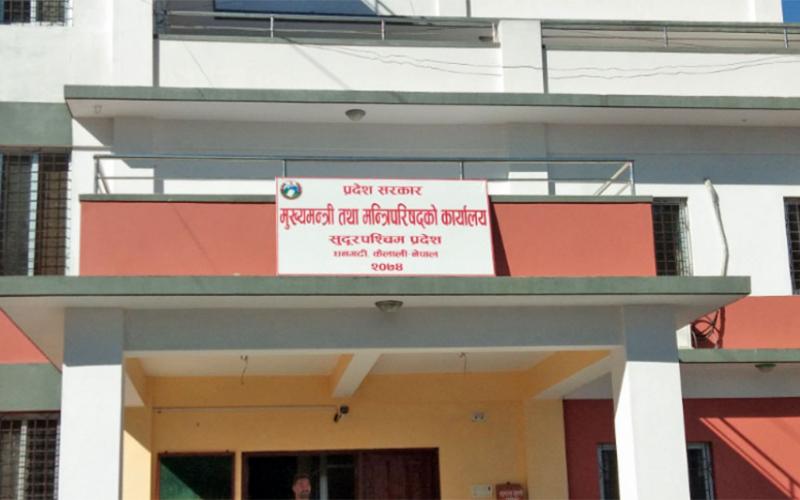 प्रदेश सरकार
मुख्यमन्त्री तथा मन्त्रिपरिषद्को कार्यालय
सुदूरपश्चिम प्रदेश
धनगढी, कैलाली-नेपाल
२०७४